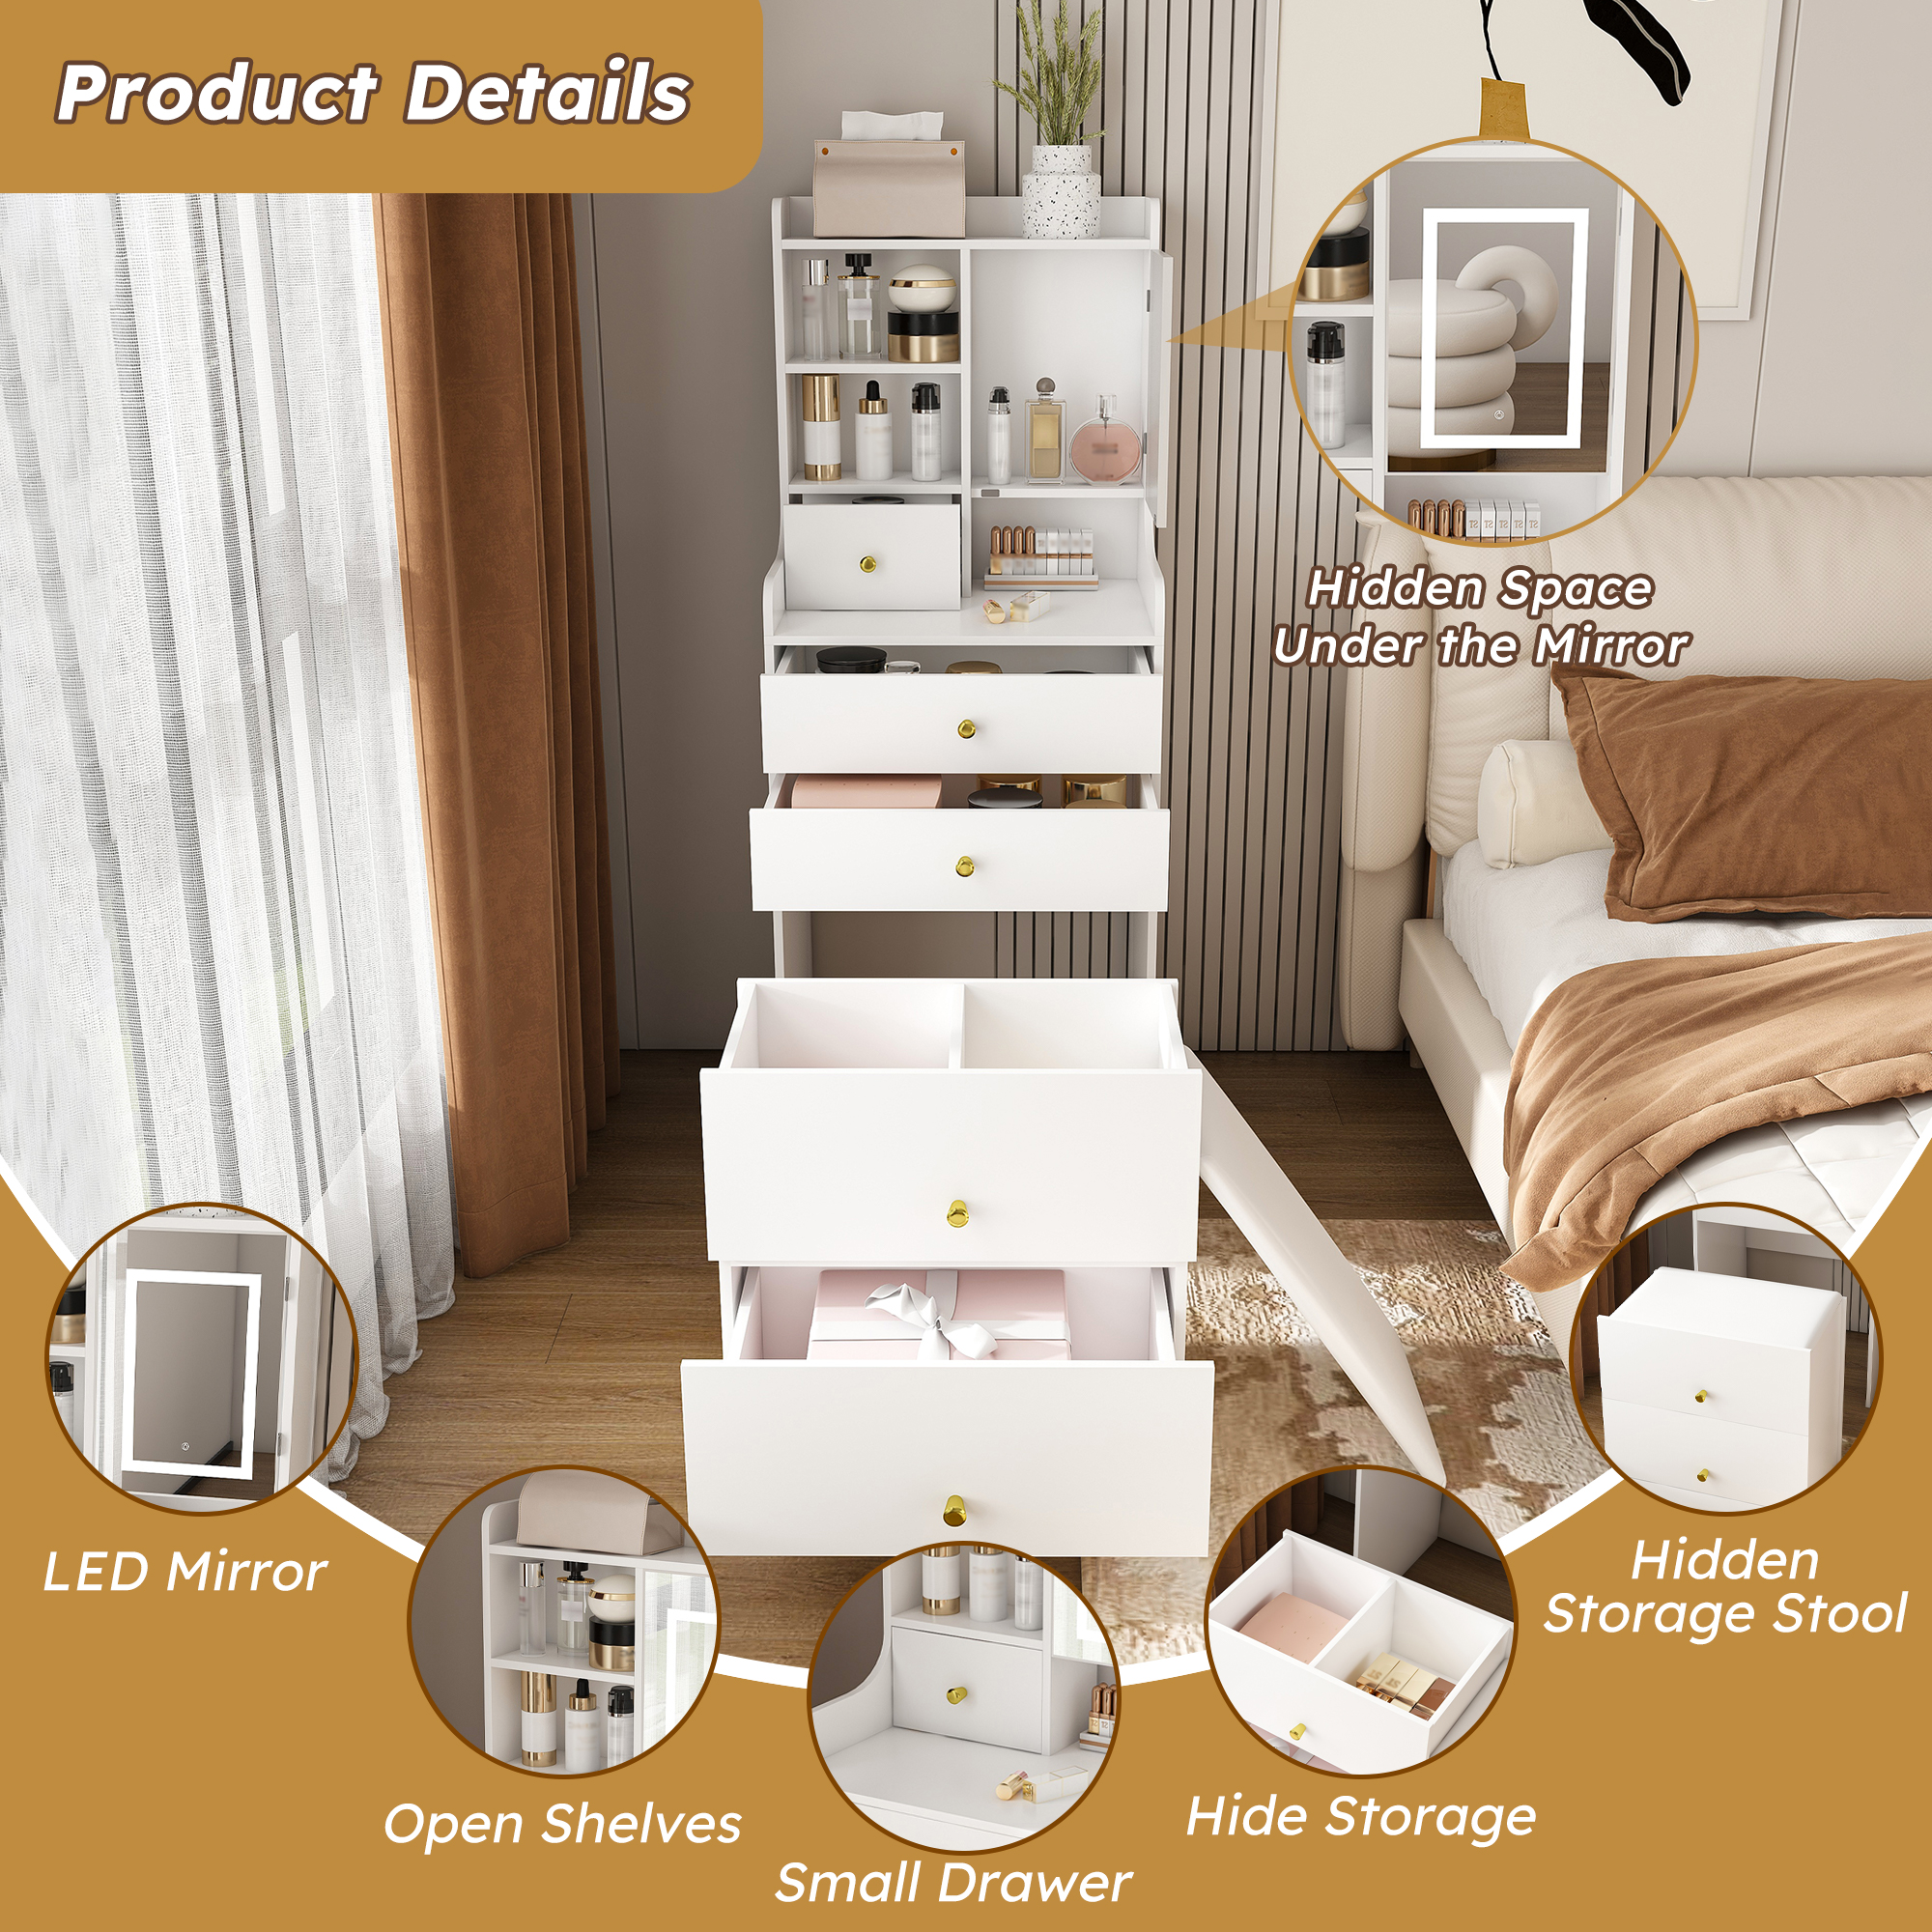 Product Details
Hidden Space
Under the Mirror
LED Mirror
Open Shelves
Small Drawer
Hide Storage
Hidden
Storage Stool